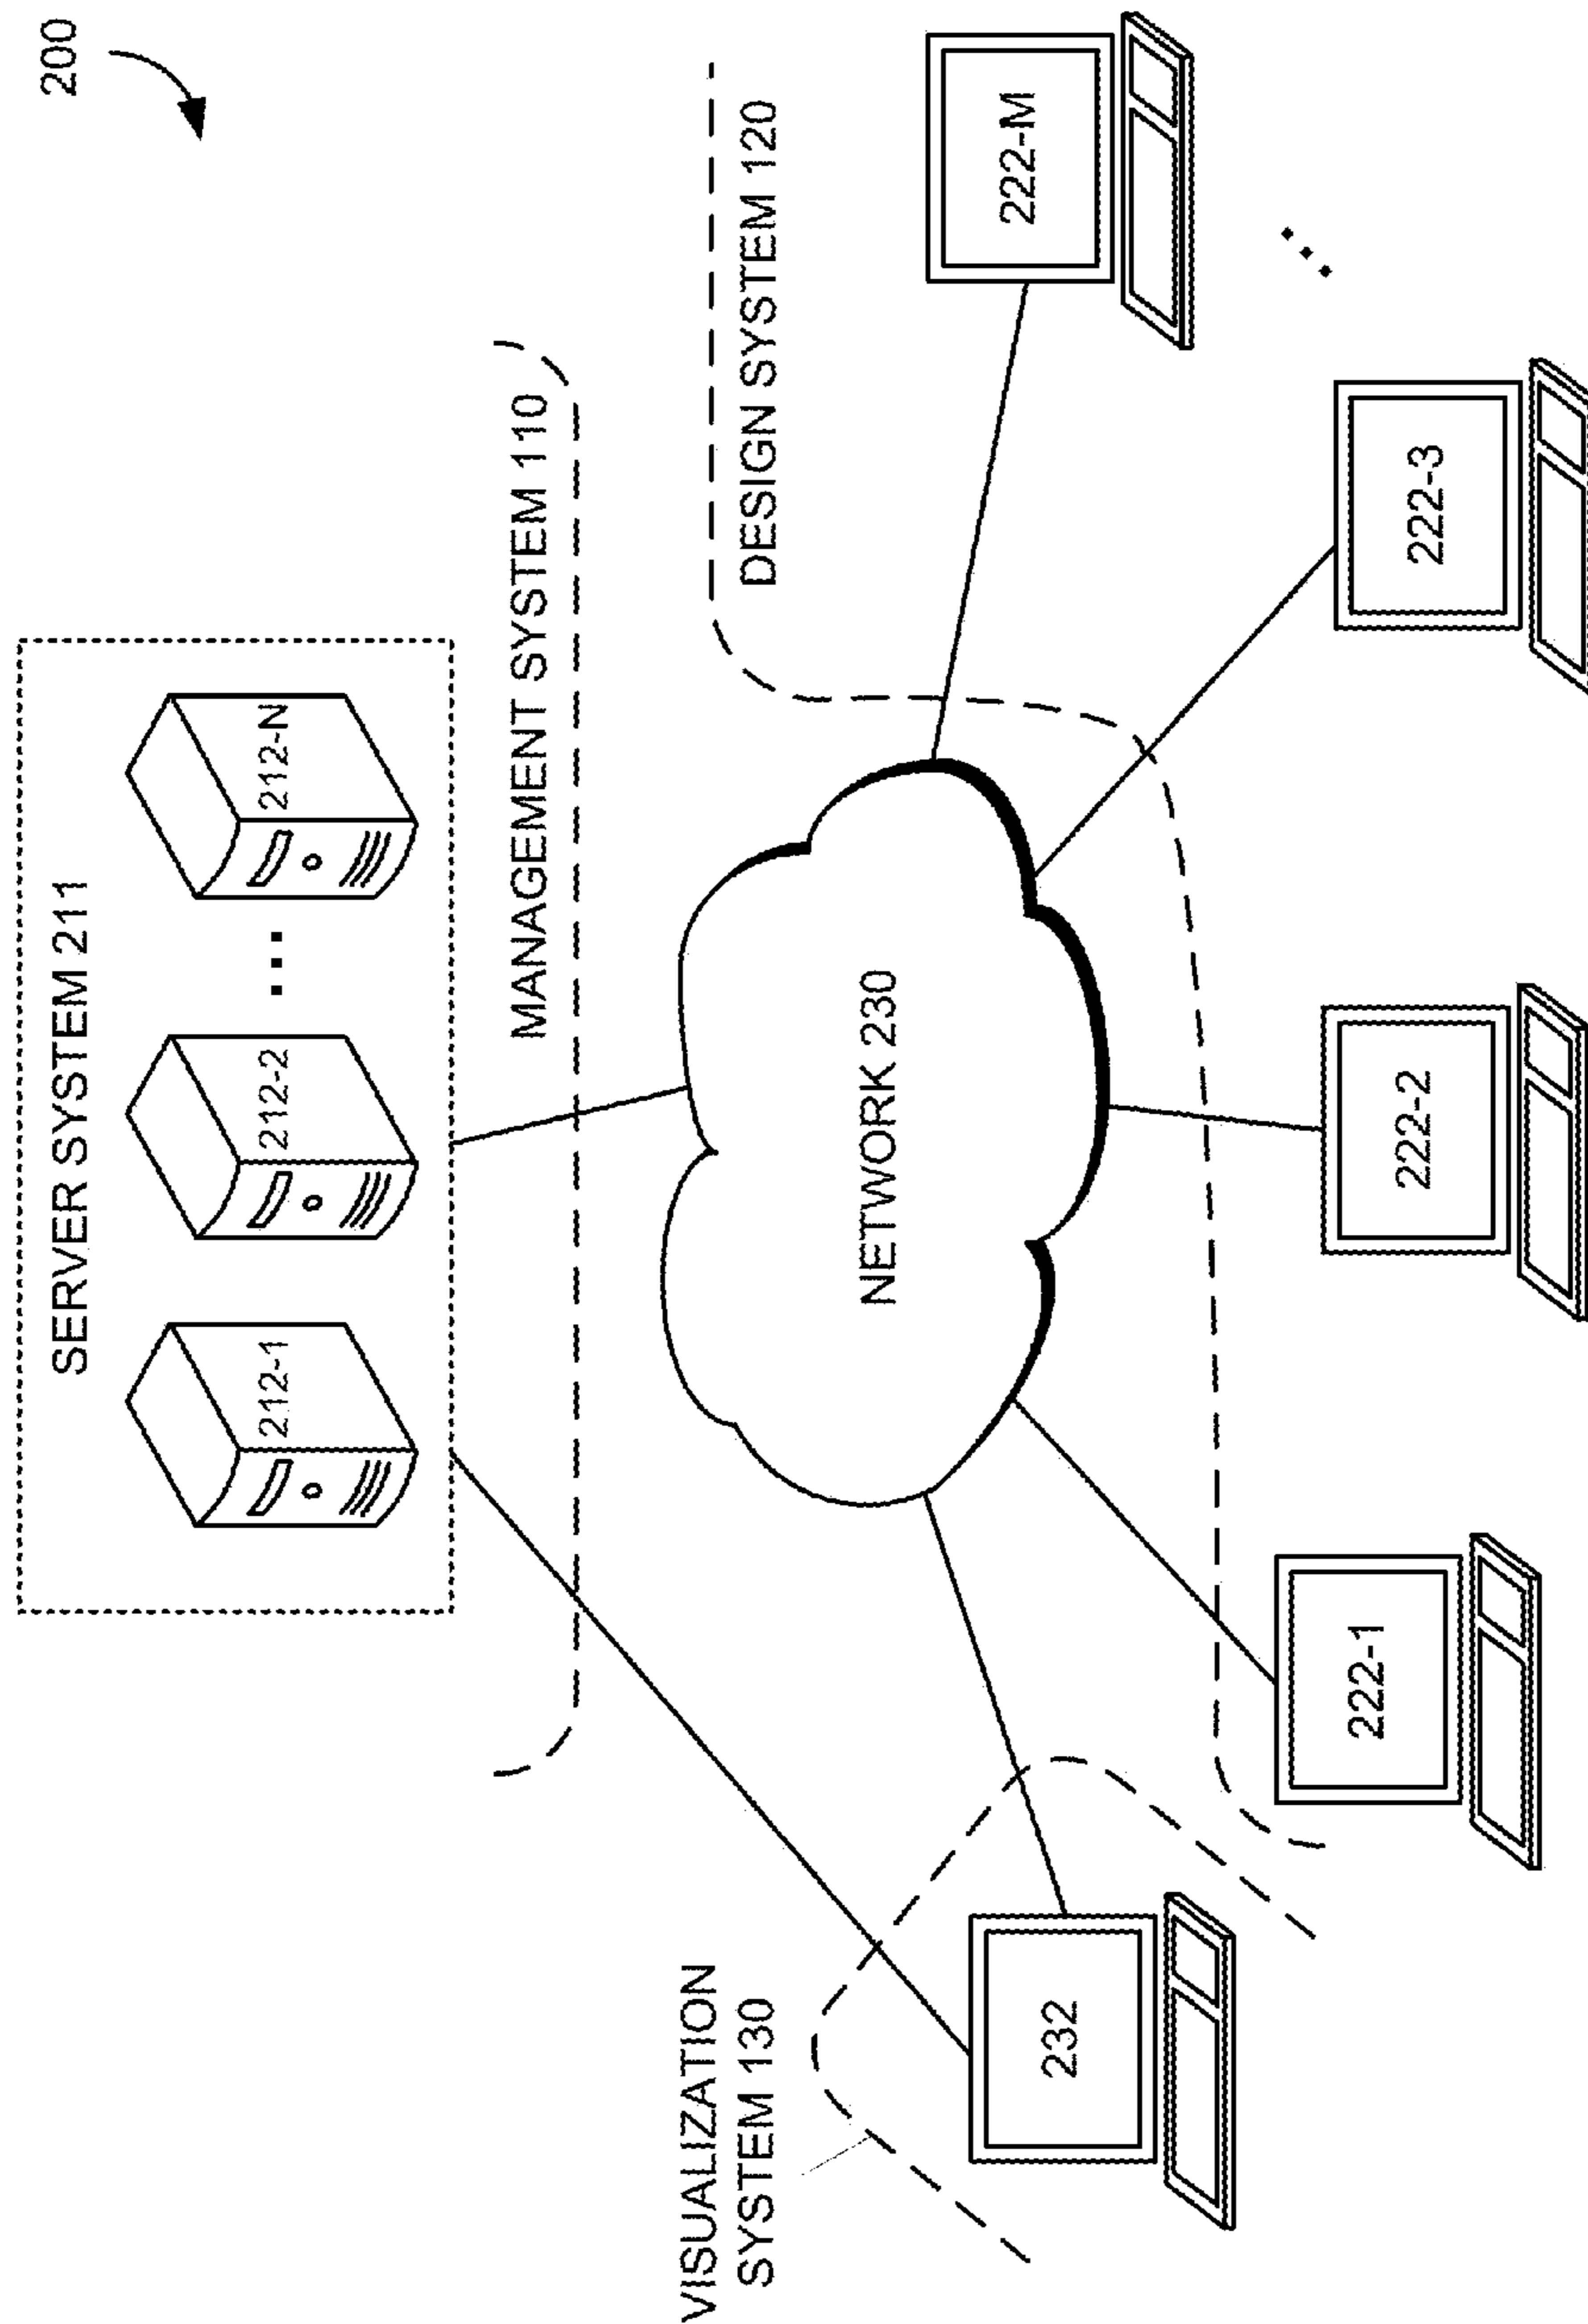 200
SERVER SYSTEM 211
212-1
212-2
...
212-N
MANAGEMENT SYSTEM 110
VISUALIZATION
SYSTEM 130
DESIGN SYSTEM 120
NETWORK 230
232
222-1
222-2
222-3
...
222-M